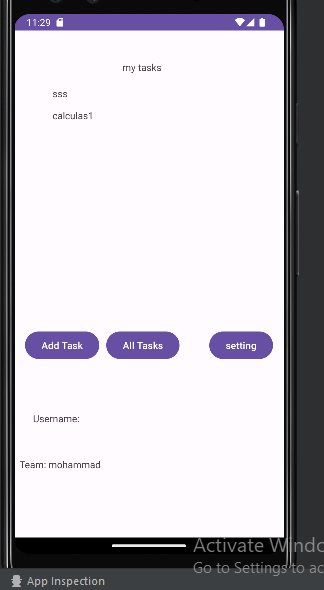 11:29
my tasks
sss
calculas1
Add Task All Tasks setting
Username:
Team: mohammad
Activate Windo
Go to Settings to ac
App Inspection